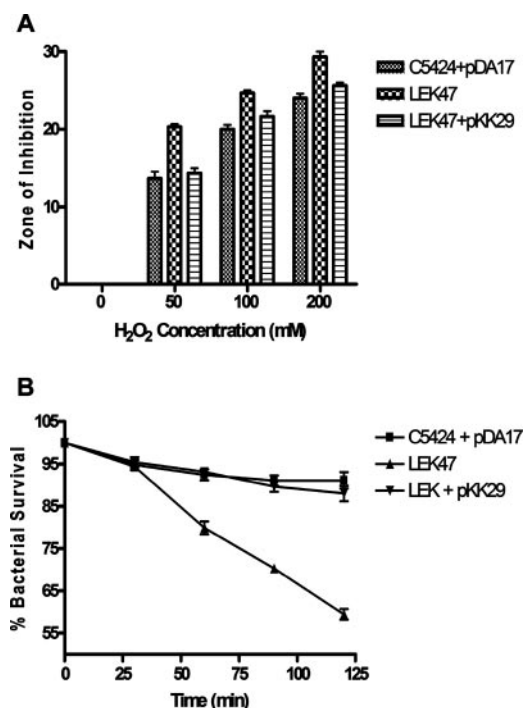 A
Zone of Inhibition
30
20
10
0
0
50
100
200
H₂O₂ Concentration (mM)
C5424+pDA17
LEK47
LEK47+pKK29
B
% Bacterial Survival
105
95
85
75
65
55
0
25
50
75
100
125
Time (min)
C5424 + pDA17
LEK47
LEK + pKK29